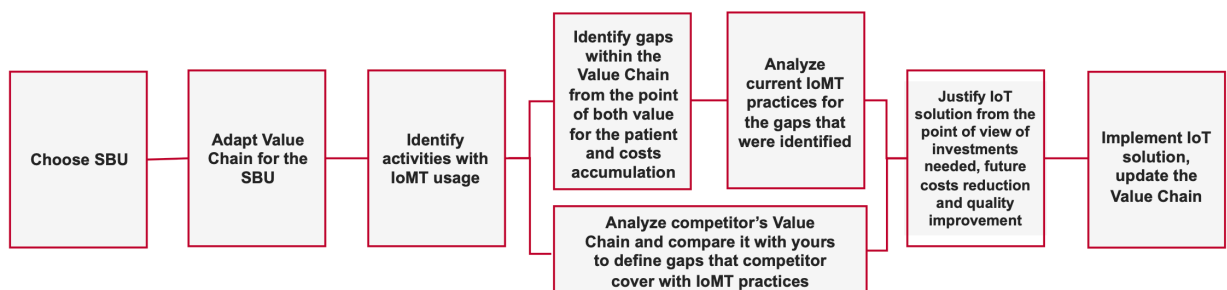 Choose SBU
Adapt Value
Chain for the
SBU
Identify
activities with
IoMT usage
Identify gaps
within the
Value Chain
from the point
of both value
for the patient
and costs
accumulation
Analyze
current IoMT
practices for
the gaps that
were identified
Analyze competitor’s Value
Chain and compare it with yours
to define gaps that competitor
cover with IoMT practices
Justify IoT
solution from the
point of view of
investments
needed, future
costs reduction
and quality
improvement
Implement IoT
solution,
update the
Value Chain